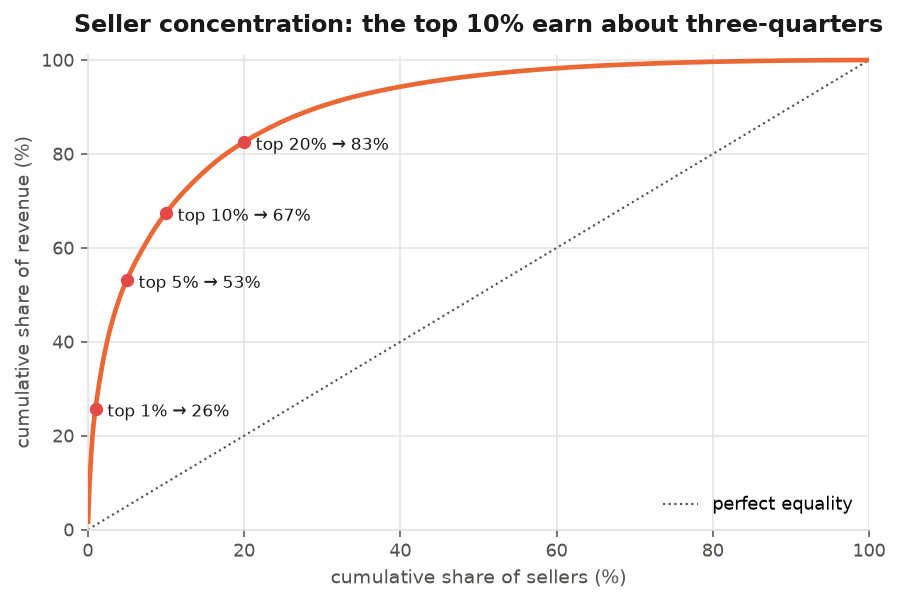 Seller concentration: the top 10% earn about three-quarters
cumulative share of revenue (%)
100
80
60
40
20
0
top 20% → 83%
top 10% → 67%
top 5% → 53%
top 1% → 26%
perfect equality
0 20 40 60 80 100
cumulative share of sellers (%)